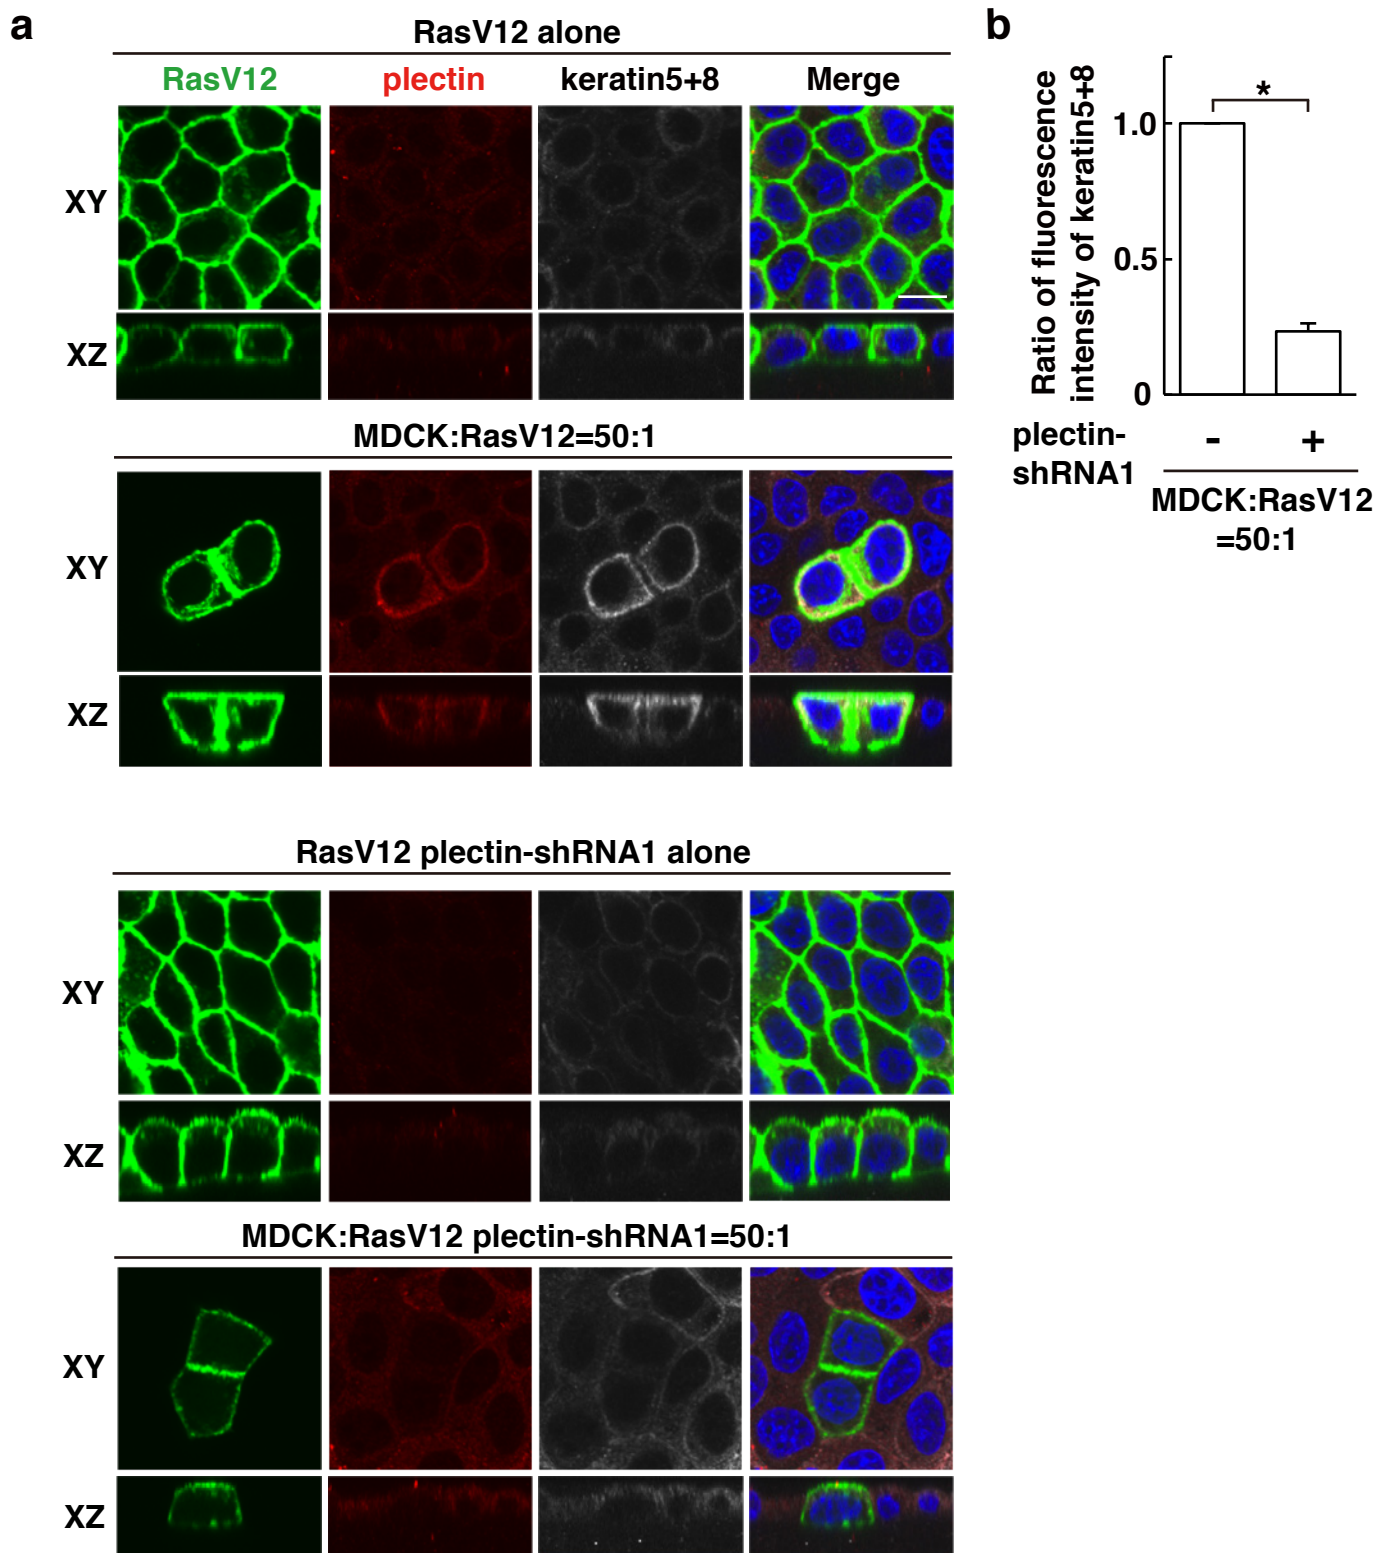 a
RasV12 alone
RasV12 plectin keratin5+8 Merge
XY
XZ
MDCK:RasV12=50:1
XY
XZ
RasV12 plectin-shRNA1 alone
XY
XZ
MDCK:RasV12 plectin-shRNA1=50:1
XY
XZ
b
Ratio of fluorescence
intensity of keratin5+8
*
1.0
0.5
0
plectin-
shRNA1
- +
MDCK:RasV12
=50:1